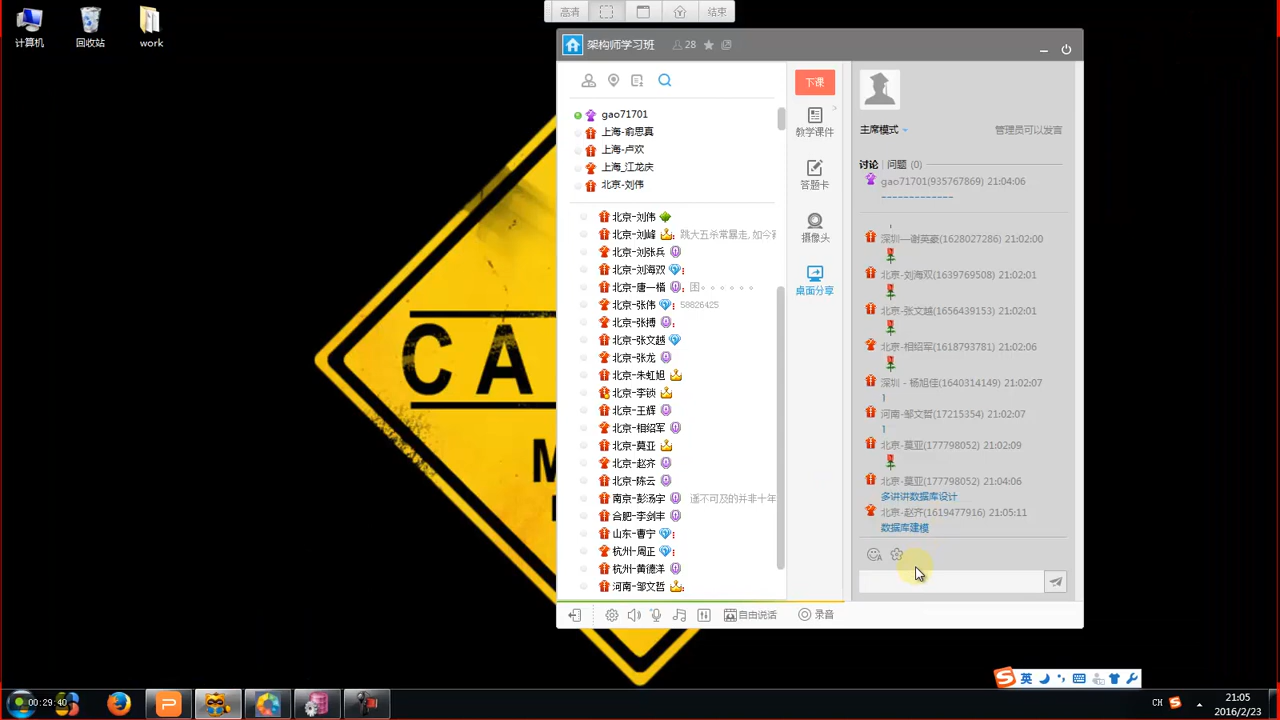 高清
结束
计算机
回收站
work
架构师学习班
28
gao71701
上海-俞思真
上海-卢欢
上海_江龙庆
北京-刘伟
北京-刘伟
北京-刘峰
跳大五杀常暴走, 如今
北京-刘张兵
北京-刘海双
北京-唐一楠
困。。。。。。
北京-张伟
58826425
北京-张搏
北京-张文越
北京-张龙
北京-朱虹旭
北京-李锁
北京-王辉
北京-相绍军
北京-莫亚
北京-赵齐
北京-陈云
南京-彭汤宇
遥不可及的并非十年
合肥-李剑丰
山东-曹宁
杭州-周正
杭州-黄德洋
河南-邹文哲
下课
教学课件
答题卡
摄像头
桌面分享
主席模式
管理员可以发言
讨论 | 问题 (0)
gao71701(935767869) 21:04:06
-------------
深圳—谢英豪(1628027286) 21:02:00
北京-刘海双(1639769508) 21:02:01
北京-张文越(1656439153) 21:02:01
北京-相绍军(1618793781) 21:02:06
深圳 - 杨旭佳(1640314149) 21:02:07
1
河南-邹文哲(17215354) 21:02:07
1
北京-莫亚(177798052) 21:02:09
北京-莫亚(177798052) 21:04:06
多讲讲数据库设计
北京-赵齐(1619477916) 21:05:11
数据库建模
自由说话
录音
CA
M
英
00:29:40
CH
21:05
2016/2/23